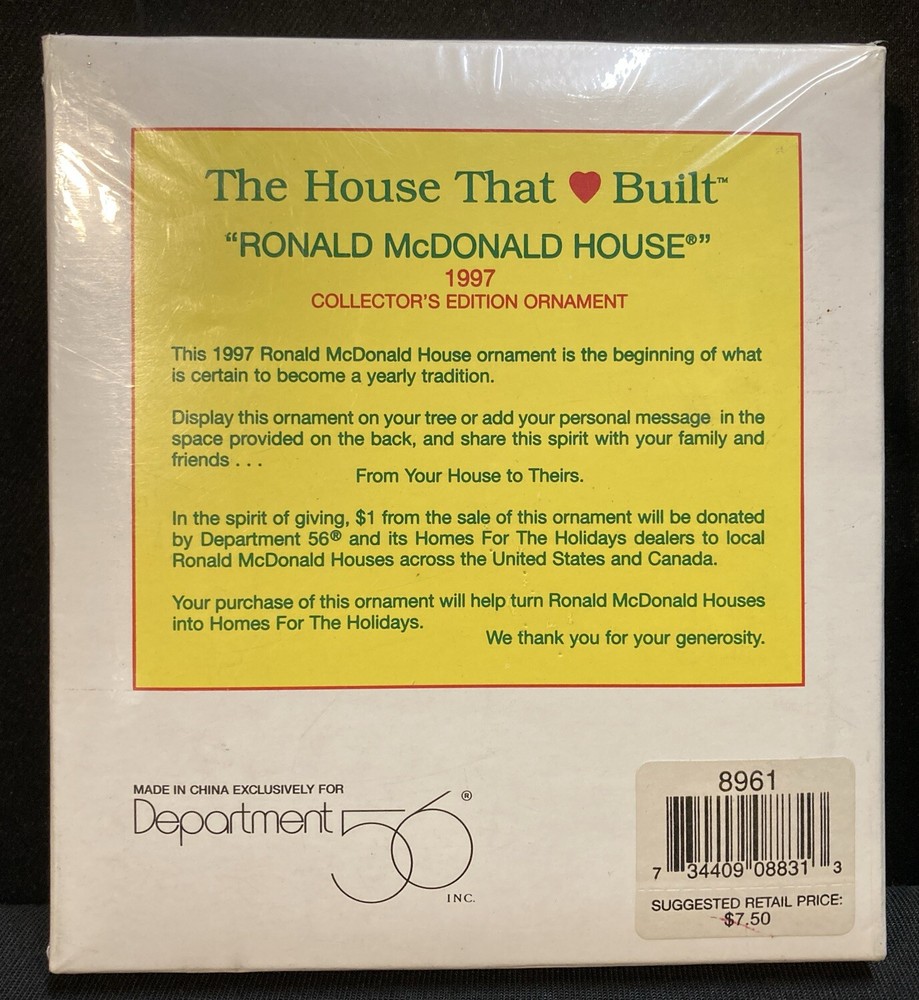 The House That ♥ Built™
“RONALD McDONALD HOUSE®”
1997
COLLECTOR'S EDITION ORNAMENT
This 1997 Ronald McDonald House ornament is the beginning of what
is certain to become a yearly tradition.
Display this ornament on your tree or add your personal message in the
space provided on the back, and share this spirit with your family and
friends . . .
From Your House to Theirs.
In the spirit of giving, $1 from the sale of this ornament will be donated
by Department 56® and its Homes For The Holidays dealers to local
Ronald McDonald Houses across the United States and Canada.
Your purchase of this ornament will help turn Ronald McDonald Houses
into Homes For The Holidays.
We thank you for your generosity.
MADE IN CHINA EXCLUSIVELY FOR
Department 56®
INC.
8961
7 34409 08831 3
SUGGESTED RETAIL PRICE:
$7.50